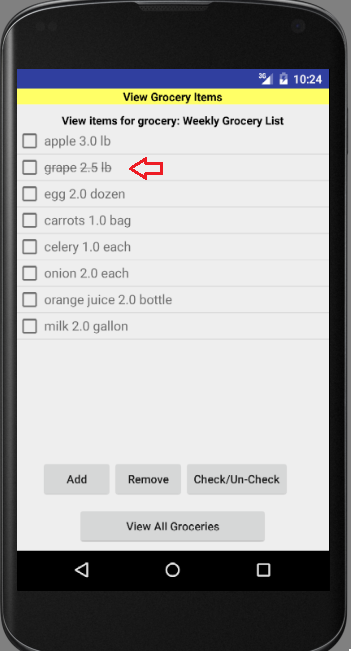 3G 10:24
View Grocery Items
View items for grocery: Weekly Grocery List
apple 3.0 lb
grape 2.5 lb
egg 2.0 dozen
carrots 1.0 bag
celery 1.0 each
onion 2.0 each
orange juice 2.0 bottle
milk 2.0 gallon
Add Remove Check/Un-Check
View All Groceries